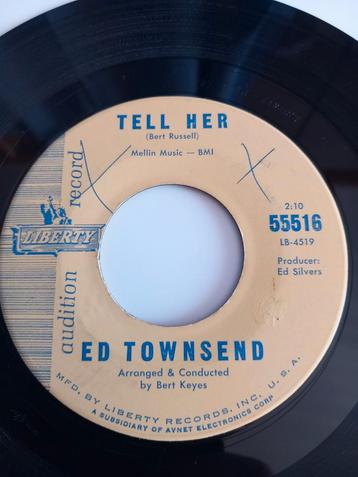 TELL HER
(Bert Russell)
Mellin Music — BMI
audition record
LIBERTY
2:10
55516
LB-4519
Producer:
Ed Silvers
ED TOWNSEND
Arranged & Conducted
by Bert Keyes
MFD. BY LIBERTY RECORDS, INC. U. S. A.
A SUBSIDIARY OF AVNET ELECTRONICS CORP